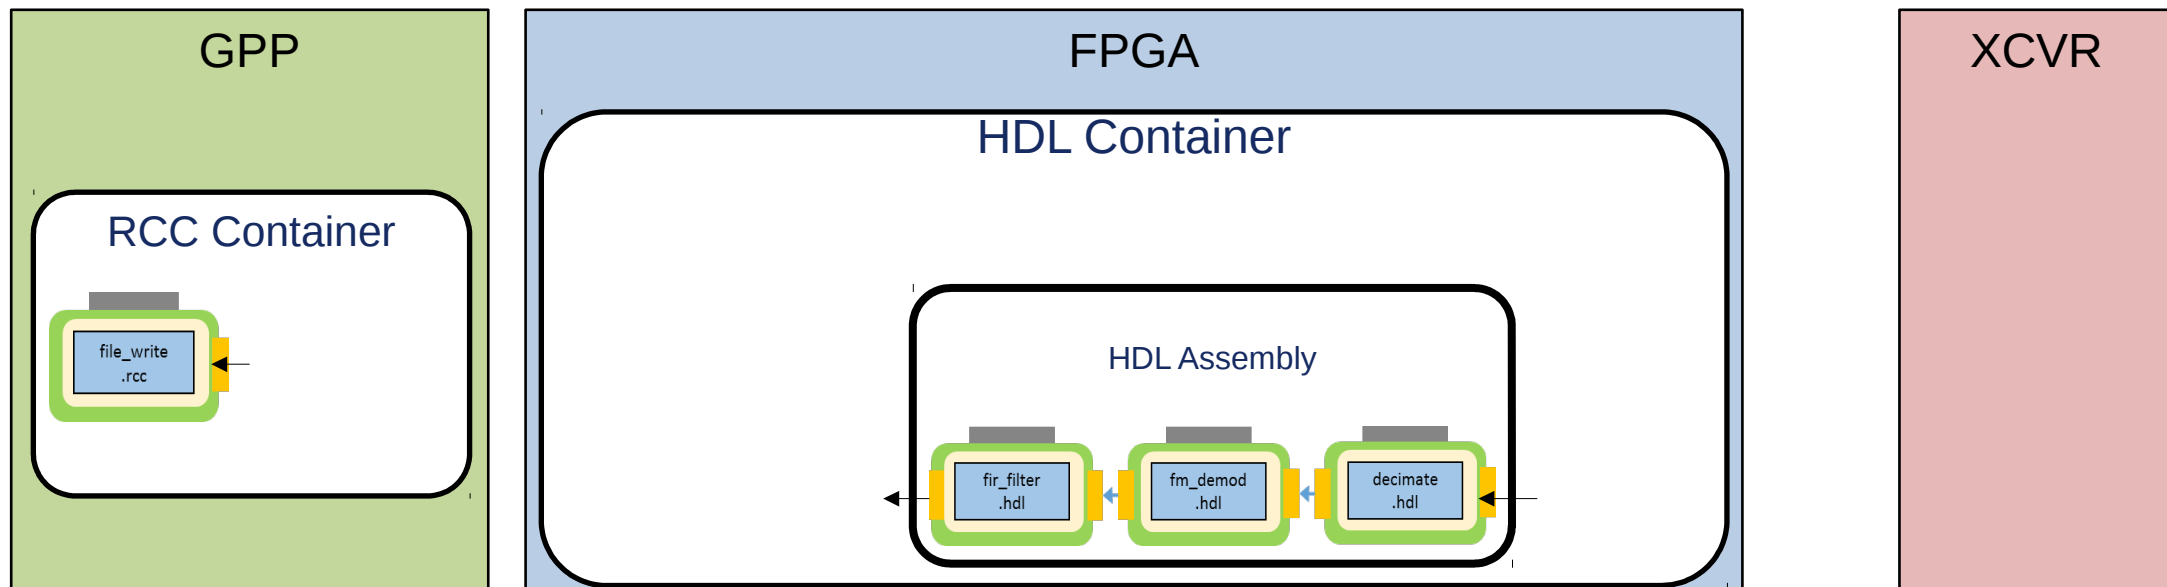 GPP
RCC Container
file_write
.rcc
FPGA
HDL Container
HDL Assembly
fir_filter
.hdl
fm_demod
.hdl
decimate
.hdl
XCVR